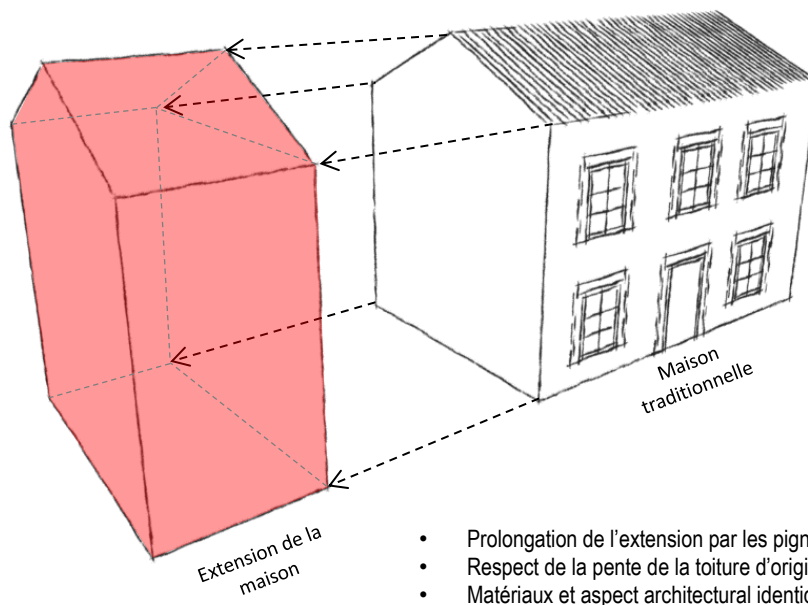 Maison
traditionnelle
Extension de la
maison
• Prolongation de l'extension par les pign
• Respect de la pente de la toiture d'origi
• Matériaux et aspect architectural identiq